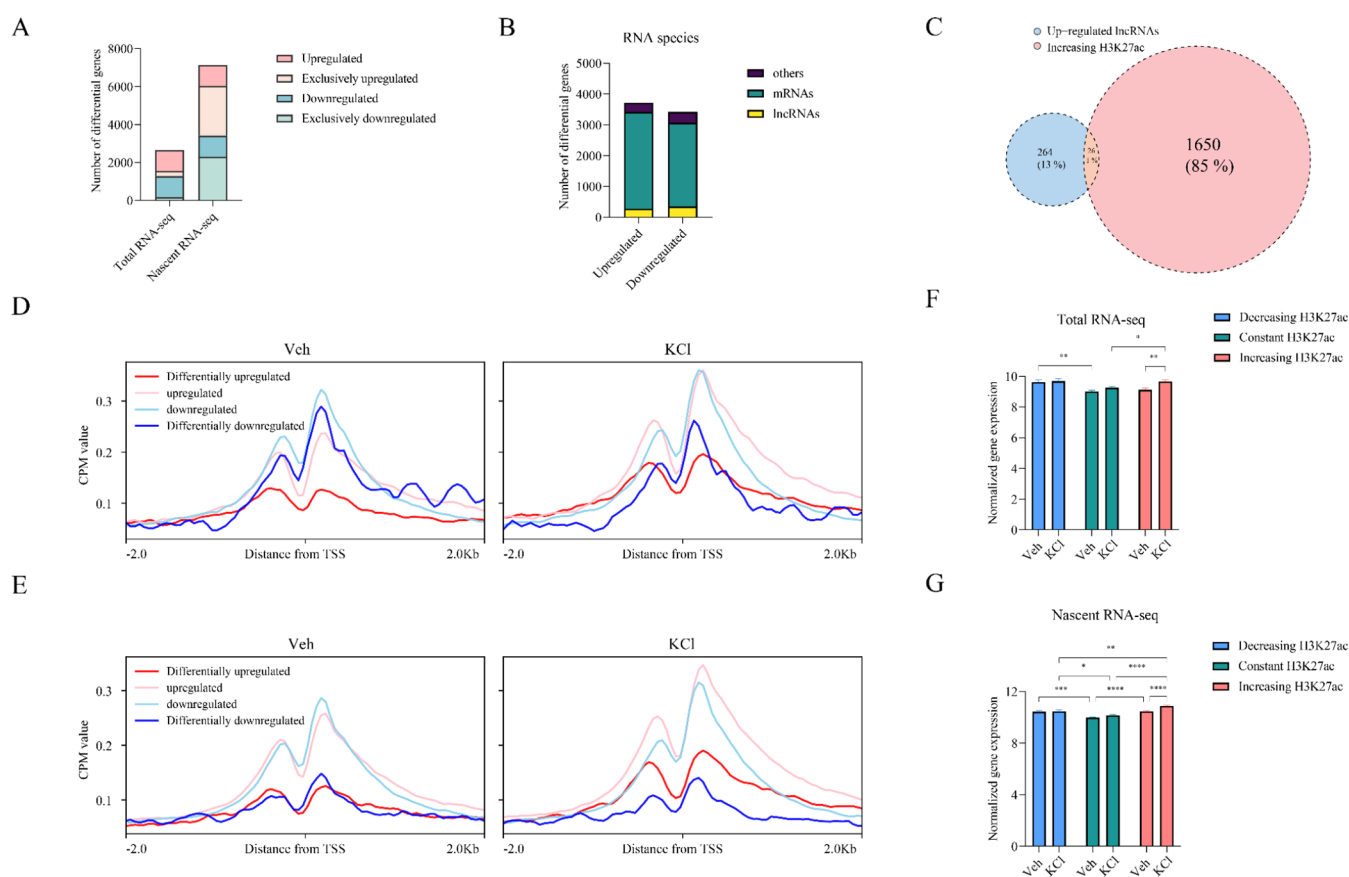 A
8000
6000
4000
2000
0
Number of differential genes
Total RNA-seq
Nascent RNA-seq
Upregulated
Exclusively upregulated
Downregulated
Exclusively downregulated
B
RNA species
5000
4000
3000
2000
1000
0
Number of differential genes
Upregulated
Downregulated
others
mRNAs
lncRNAs
C
Up-regulated lncRNAs
Increasing H3K27ac
264
(13 %)
26
1 %
1650
(85 %)
D
Veh
Differentially upregulated
upregulated
downregulated
Differentially downregulated
CPM value
0.3
0.2
0.1
-2.0
Distance from TSS
2.0Kb
KCl
-2.0
Distance from TSS
2.0Kb
E
Veh
Differentially upregulated
upregulated
downregulated
Differentially downregulated
CPM value
0.3
0.2
0.1
-2.0
Distance from TSS
2.0Kb
KCl
-2.0
Distance from TSS
2.0Kb
F
Total RNA-seq
Decreasing H3K27ac
Constant H3K27ac
Increasing H3K27ac
*
** **
10
8
6
4
2
0
Normalized gene expression
Veh KCl Veh KCl Veh KCl
G
Nascent RNA-seq
Decreasing H3K27ac
Constant H3K27ac
Increasing H3K27ac
**
* ****
*** **** ****
12
8
4
0
Normalized gene expression
Veh KCl Veh KCl Veh KCl